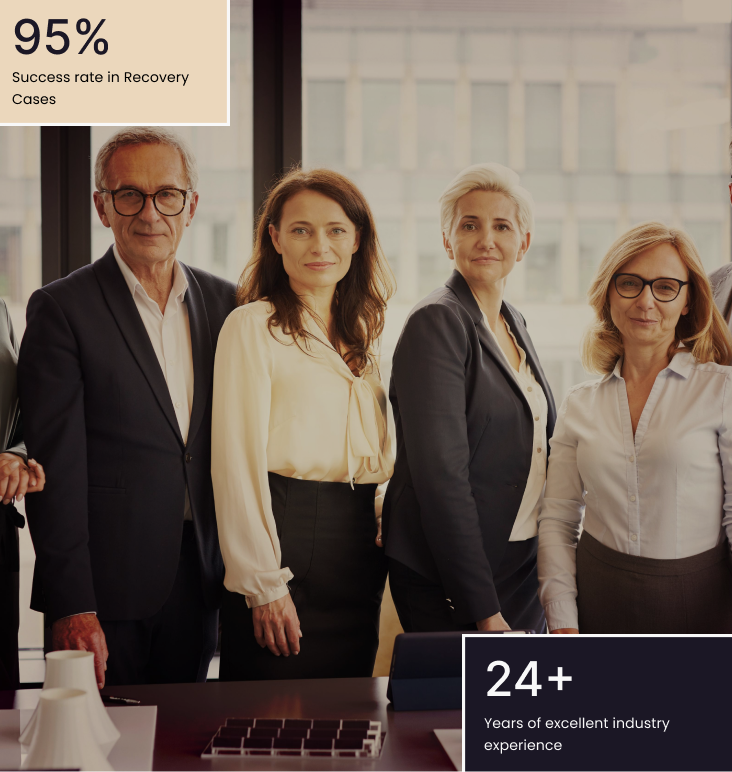 95%
Success rate in Recovery
Cases
24+
Years of excellent industry
experience